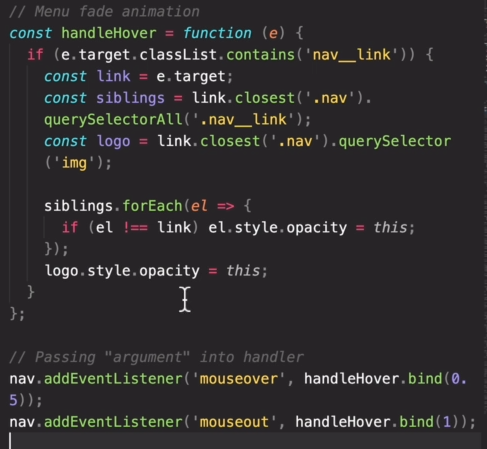 // Menu fade animation
const handleHover = function (e) {
if (e.target.classList.contains('nav__link')) {
const link = e.target;
const siblings = link.closest('.nav').
querySelectorAll('.nav__link');
const logo = link.closest('.nav').querySelector
('img');
siblings.forEach(el => {
if (el !== link) el.style.opacity = this;
});
logo.style.opacity = this;
}
};
// Passing "argument" into handler
nav.addEventListener('mouseover', handleHover.bind(0.
5));
nav.addEventListener('mouseout', handleHover.bind(1));